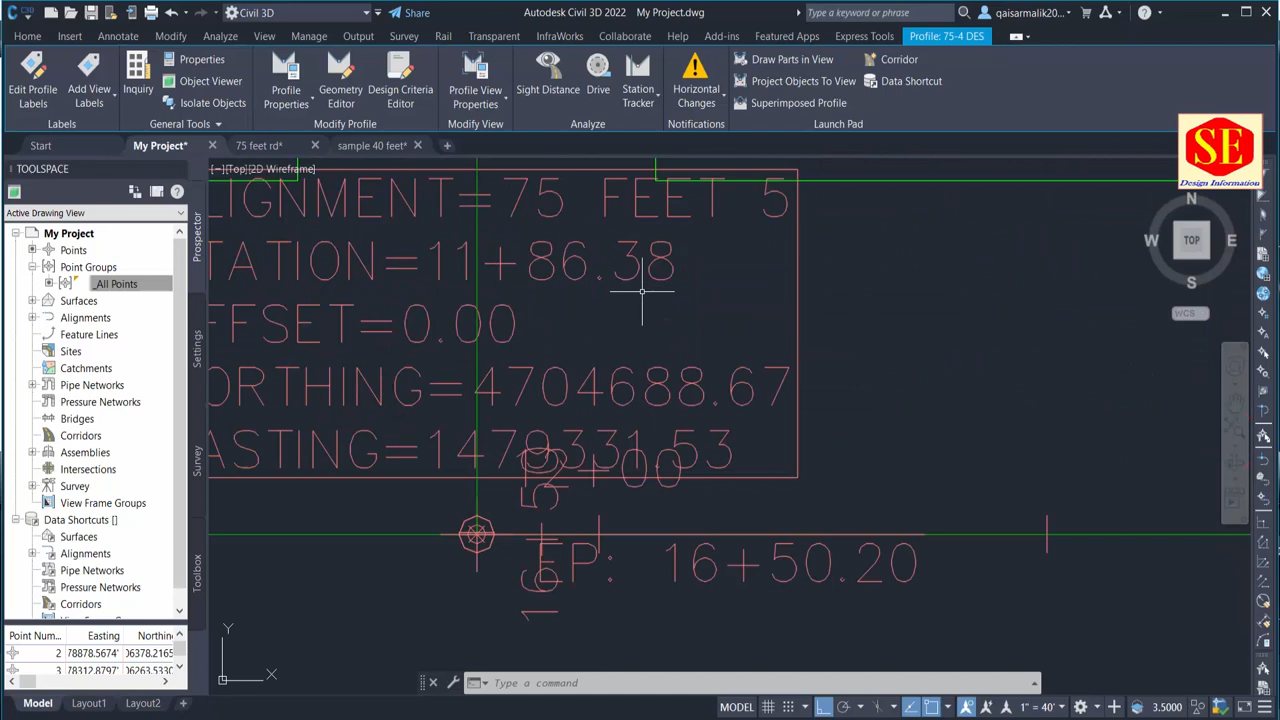 Civil 3D
Share
Autodesk Civil 3D 2022 My Project.dwg
Type a keyword or phrase
qaisarmalik20...
Home Insert Annotate Modify Analyze View Manage Output Survey Rail Transparent InfraWorks Collaborate Help Add-ins Featured Apps Express Tools Profile: 75-4 DES
Edit Profile Labels
Add View Labels
Labels
Inquiry
Properties
Object Viewer
Isolate Objects
General Tools
Profile Properties
Geometry Editor
Design Criteria Editor
Modify Profile
Profile View Properties
Modify View
Sight Distance
Drive
Station Tracker
Analyze
Horizontal Changes
Notifications
Draw Parts in View
Project Objects To View
Superimposed Profile
Corridor
Data Shortcut
Launch Pad
Start
My Project*
75 feet rd*
sample 40 feet*
SE
Design Information
TOOLSPACE
Active Drawing View
My Project
Points
Point Groups
_All Points
Surfaces
Alignments
Feature Lines
Sites
Catchments
Pipe Networks
Pressure Networks
Bridges
Corridors
Assemblies
Intersections
Survey
View Frame Groups
Data Shortcuts []
Surfaces
Alignments
Pipe Networks
Pressure Networks
Corridors
Point Num... Easting Northin
2 78878.5674' 06378.2165
3 78312.8797' 06263.5330
Prospector
Settings
Survey
Toolbox
[−][Top][2D Wireframe]
LIGNMENT=75 FEET 5
TATION=11+86.38
FFSET=0.00
ORTHING=4704688.67
ASTING=1479331.53
EP: 16+50.20
N
W TOP E
S
WCS
Y
X
Type a command
Model Layout1 Layout2
MODEL
1" = 40'
3.5000